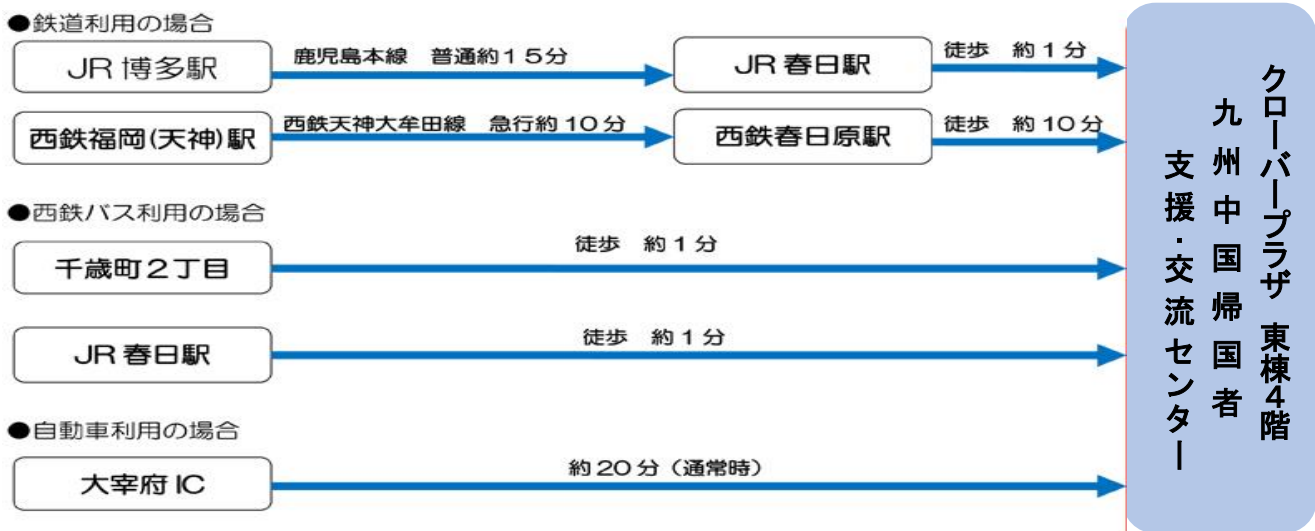 ●鉄道利用の場合
JR 博多駅
鹿児島本線 普通約15分
JR 春日駅
徒歩 約1分
西鉄福岡(天神)駅
西鉄天神大牟田線 急行約10分
西鉄春日原駅
徒歩 約10分
●西鉄バス利用の場合
千歳町2丁目
徒歩 約1分
JR 春日駅
徒歩 約1分
●自動車利用の場合
大宰府 IC
約20分(通常時)
クローバープラザ 東棟4階
九州中国帰国者
支援・交流センター